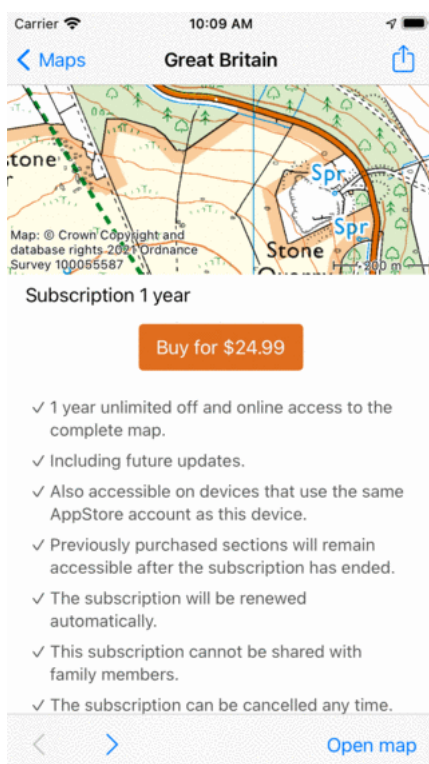 Carrier 10:09 AM
Maps Great Britain
tone
Spr
Map: © Crown Copyright and
database rights 2021 Ordnance
Survey 100055587
Spr
Stone
200 m
Subscription 1 year
Buy for $24.99
✓ 1 year unlimited off and online access to the
complete map.
✓ Including future updates.
✓ Also accessible on devices that use the same
AppStore account as this device.
✓ Previously purchased sections will remain
accessible after the subscription has ended.
✓ The subscription will be renewed
automatically.
✓ This subscription cannot be shared with
family members.
✓ The subscription can be cancelled any time.
Open map